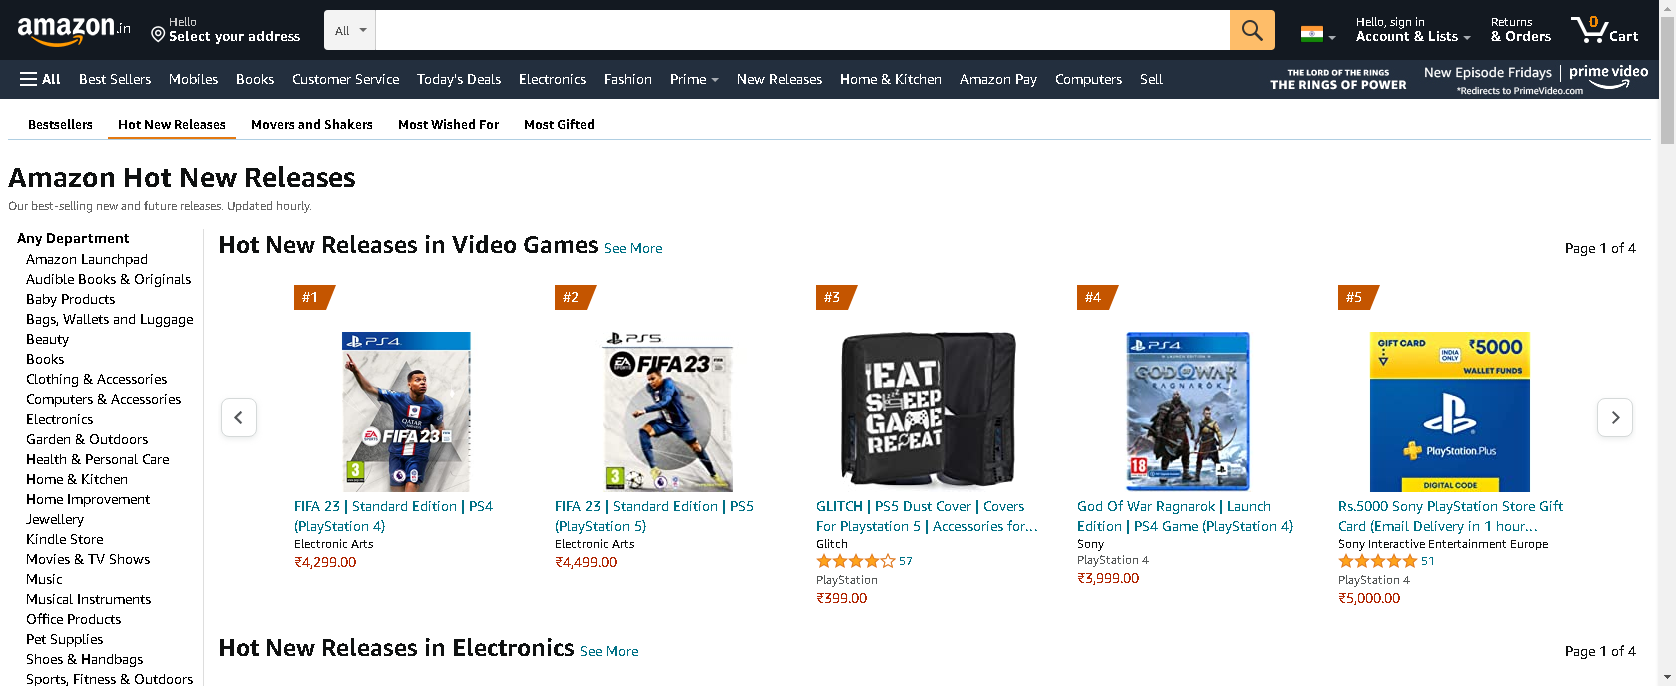 amazon.in
Hello
Select your address
All
Hello, sign in
Account & Lists
Returns
& Orders
0
Cart
All
Best Sellers
Mobiles
Books
Customer Service
Today's Deals
Electronics
Fashion
Prime
New Releases
Home & Kitchen
Amazon Pay
Computers
Sell
THE LORD OF THE RINGS
THE RINGS OF POWER
New Episode Fridays
*Redirects to PrimeVideo.com
prime video
Bestsellers
Hot New Releases
Movers and Shakers
Most Wished For
Most Gifted
Amazon Hot New Releases
Our best-selling new and future releases. Updated hourly.
Any Department
Amazon Launchpad
Audible Books & Originals
Baby Products
Bags, Wallets and Luggage
Beauty
Books
Clothing & Accessories
Computers & Accessories
Electronics
Garden & Outdoors
Health & Personal Care
Home & Kitchen
Home Improvement
Jewellery
Kindle Store
Movies & TV Shows
Music
Musical Instruments
Office Products
Pet Supplies
Shoes & Handbags
Sports, Fitness & Outdoors
Hot New Releases in Video Games See More
Page 1 of 4
#1
PS4
QATAR
AIRWAYS
EA
SPORTS
FIFA 23
3
FIFA 23 | Standard Edition | PS4
(PlayStation 4)
Electronic Arts
₹4,299.00
#2
PS5
EA
SPORTS
FIFA 23
3
FIFA 23 | Standard Edition | PS5
(PlayStation 5)
Electronic Arts
₹4,499.00
#3
EAT
SLEEP
GAME
REPEAT
GLITCH | PS5 Dust Cover | Covers
For Playstation 5 | Accessories for...
Glitch
57
PlayStation
₹399.00
#4
PS4
LAUNCH EDITION
GOD OF WAR
RAGNARÖK
18
God Of War Ragnarok | Launch
Edition | PS4 Game (PlayStation 4)
Sony
PlayStation 4
₹3,999.00
#5
GIFT CARD
INDIA
ONLY
₹5000
WALLET FUNDS
PlayStation.Plus
DIGITAL CODE
Rs.5000 Sony PlayStation Store Gift
Card (Email Delivery in 1 hour...
Sony Interactive Entertainment Europe
51
PlayStation 4
₹5,000.00
Hot New Releases in Electronics See More
Page 1 of 4